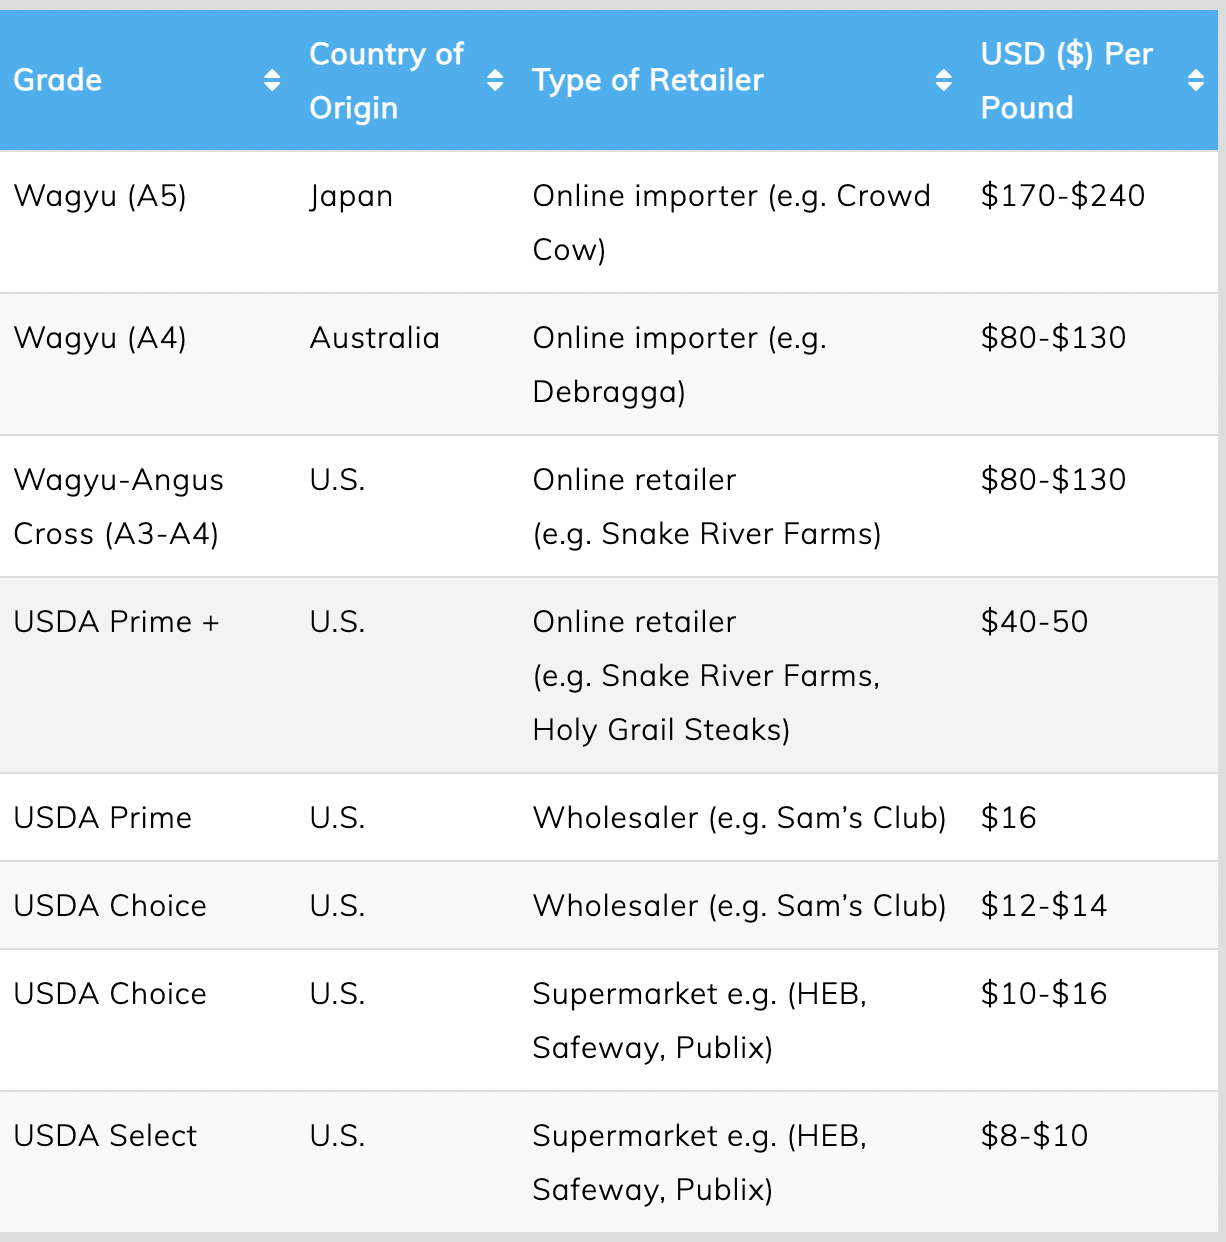 Grade
Country of
Origin
Type of Retailer
USD ($) Per
Pound
Wagyu (A5)
Japan
Online importer (e.g. Crowd
Cow)
$170-$240
Wagyu (A4)
Australia
Online importer (e.g.
Debragga)
$80-$130
Wagyu-Angus
Cross (A3-A4)
U.S.
Online retailer
(e.g. Snake River Farms)
$80-$130
USDA Prime +
U.S.
Online retailer
(e.g. Snake River Farms,
Holy Grail Steaks)
$40-50
USDA Prime
U.S.
Wholesaler (e.g. Sam’s Club)
$16
USDA Choice
U.S.
Wholesaler (e.g. Sam’s Club)
$12-$14
USDA Choice
U.S.
Supermarket e.g. (HEB,
Safeway, Publix)
$10-$16
USDA Select
U.S.
Supermarket e.g. (HEB,
Safeway, Publix)
$8-$10